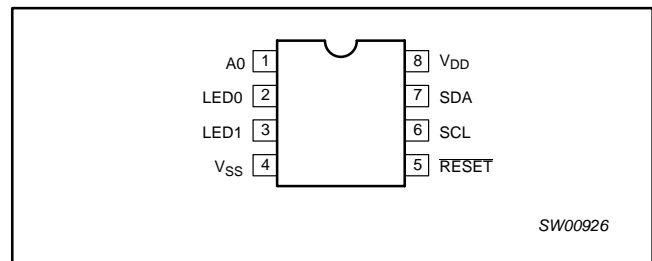 A0 1 8 VDD
LED0 2 7 SDA
LED1 3 6 SCL
VSS 4 5 RESET
SW00926